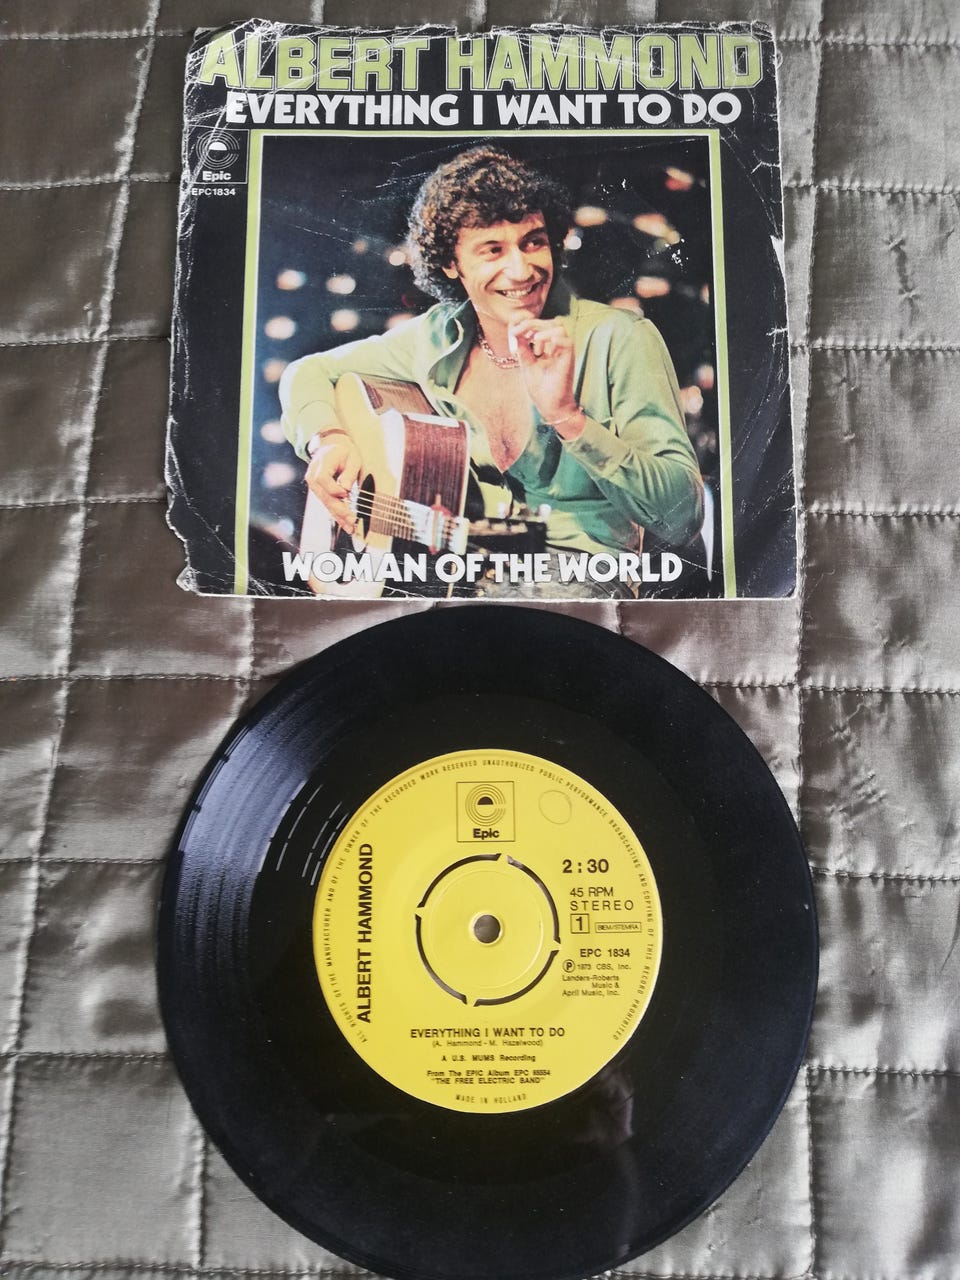 ALBERT HAMMOND
EVERYTHING I WANT TO DO
Epic
EPC1834
WOMAN OF THE WORLD
ALL RIGHTS OF THE MANUFACTURER AND OF THE OWNER OF THE RECORDED WORK RESERVED UNAUTHORIZED PUBLIC PERFORMANCE BROADCASTING AND COPYING OF THIS RECORD PROHIBITED
Epic
ALBERT HAMMOND
2:30
45 RPM
STEREO
1
BIEM/STEMRA
EPC 1834
Ⓟ 1973 CBS, Inc.
Landers-Roberts
Music &
April Music, Inc.
EVERYTHING I WANT TO DO
(A. Hammond - M. Hazelwood)
A U.S. MUMS Recording
From The EPIC Album EPC 65554
"THE FREE ELECTRIC BAND"
MADE IN HOLLAND